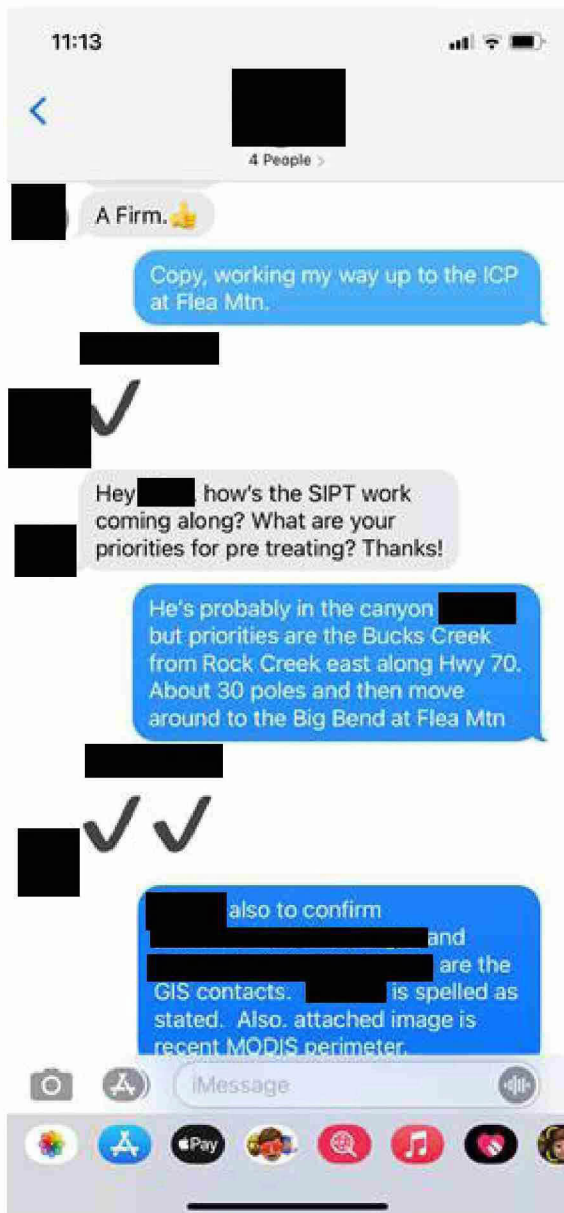 11:13
4 People >
A Firm.👍
Copy, working my way up to the ICP
at Flea Mtn.
✔
Hey how's the SIPT work
coming along? What are your
priorities for pre treating? Thanks!
He's probably in the canyon
but priorities are the Bucks Creek
from Rock Creek east along Hwy 70.
About 30 poles and then move
around to the Big Bend at Flea Mtn
✔✔
also to confirm
and
are the
GIS contacts. is spelled as
stated. Also. attached image is
recent MODIS perimeter.
iMessage
Pay